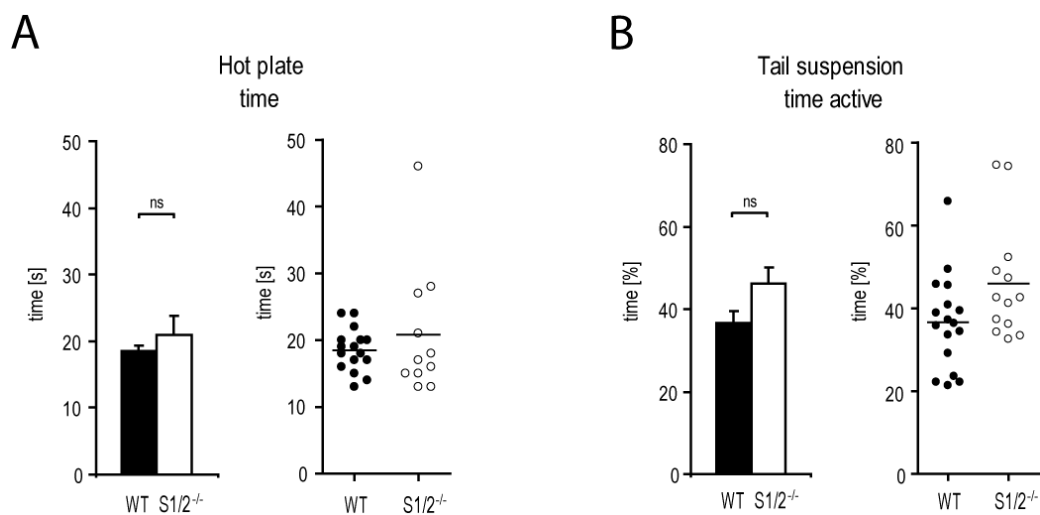 A
Hot plate
time
time [s]
50
40
30
20
10
0
ns
WT S1/2-/-
time [s]
50
40
30
20
10
0
WT S1/2-/-
B
Tail suspension
time active
time [%]
80
60
40
20
0
ns
WT S1/2-/-
time [%]
80
60
40
20
0
WT S1/2-/-